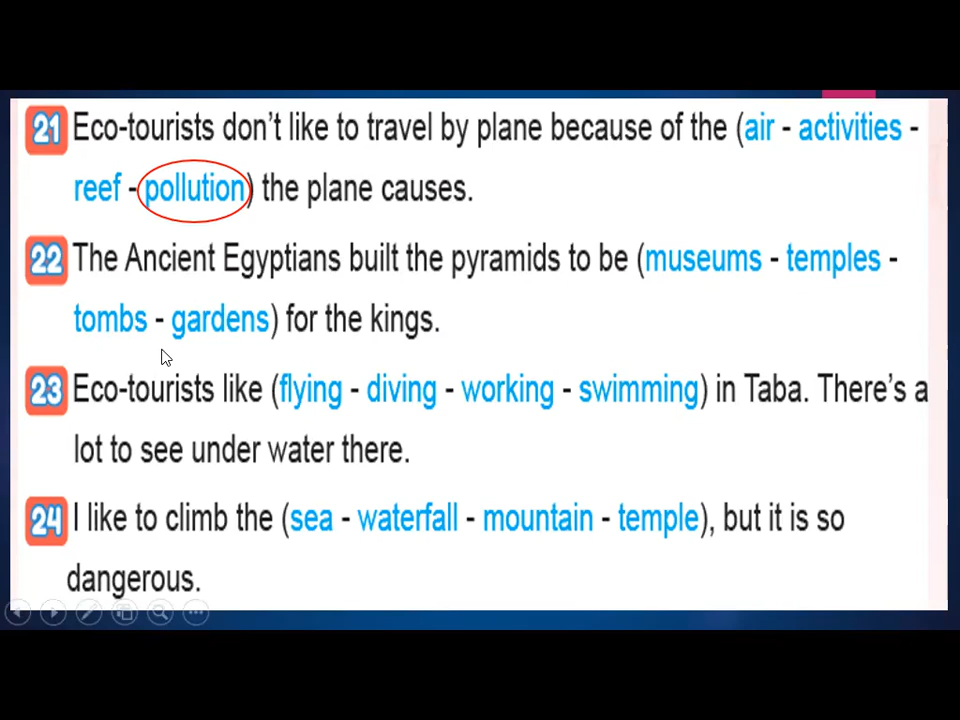 21 Eco-tourists don't like to travel by plane because of the (air - activities -
reef - pollution) the plane causes.
22 The Ancient Egyptians built the pyramids to be (museums - temples -
tombs - gardens) for the kings.
23 Eco-tourists like (flying - diving - working - swimming) in Taba. There's a
lot to see under water there.
24 I like to climb the (sea - waterfall - mountain - temple), but it is so
dangerous.